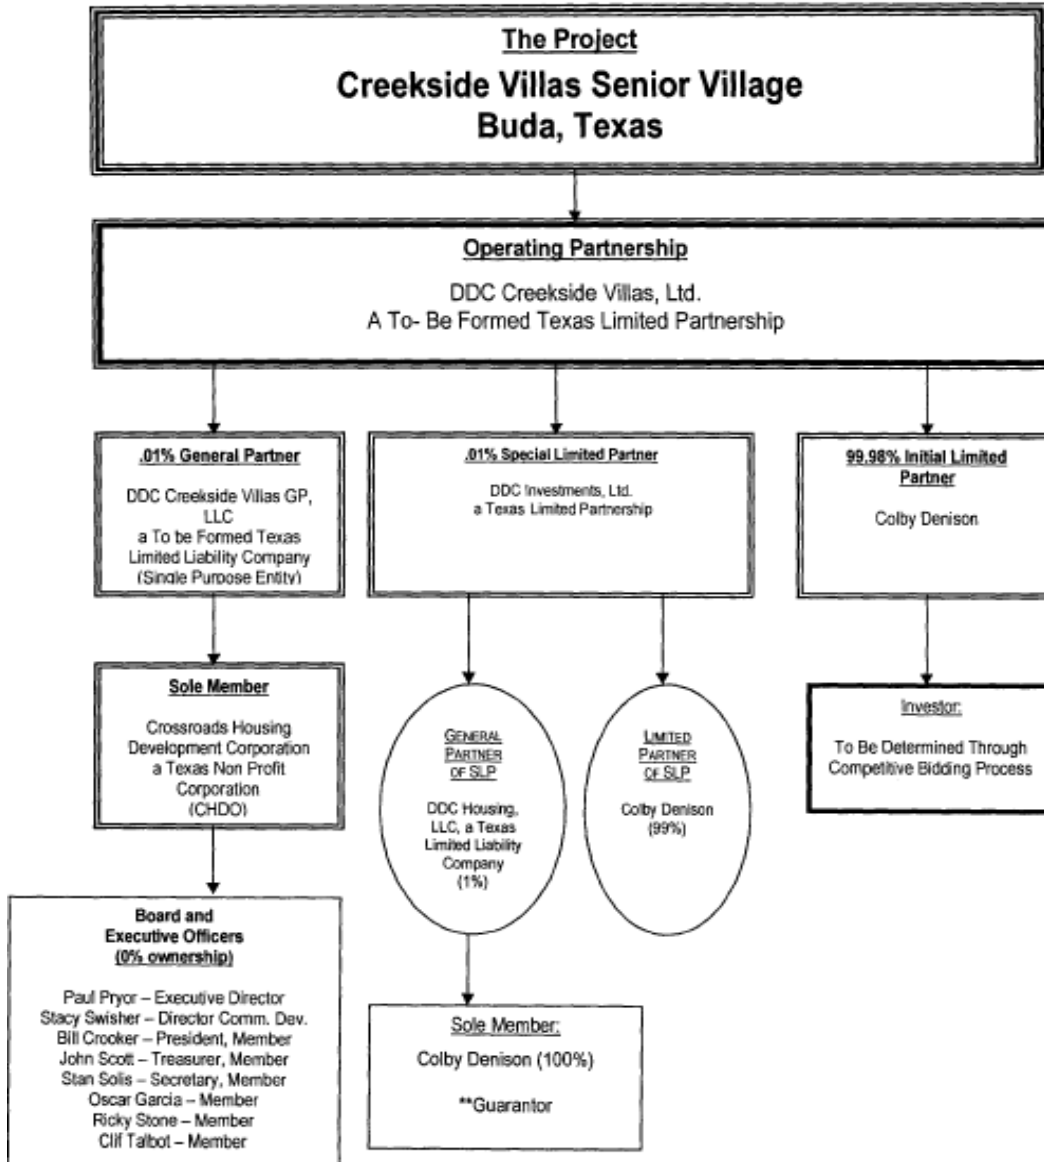 The Project
Creekside Villas Senior Village
Buda, Texas
Operating Partnership
DDC Creekside Villas, Ltd.
A To- Be Formed Texas Limited Partnership
.01% General Partner
DDC Creekside Villas GP,
LLC
a To be Formed Texas
Limited Liability Company
(Single Purpose Entity)
.01% Special Limited Partner
DDC Investments, Ltd.
a Texas Limited Partnership
99.98% Initial Limited
Partner
Colby Denison
Sole Member
Crossroads Housing
Development Corporation
a Texas Non Profit
Corporation
(CHDO)
GENERAL
PARTNER
OF SLP
DDC Housing,
LLC, a Texas
Limited Liability
Company
(1%)
LIMITED
PARTNER
OF SLP
Colby Denison
(99%)
Investor:
To Be Determined Through
Competitive Bidding Process
Board and
Executive Officers
(0% ownership)
Paul Pryor – Executive Director
Stacy Swisher – Director Comm. Dev.
Bill Crooker – President, Member
John Scott – Treasurer, Member
Stan Solis – Secretary, Member
Oscar Garcia – Member
Ricky Stone – Member
Clif Talbot – Member
Sole Member:
Colby Denison (100%)
**Guarantor